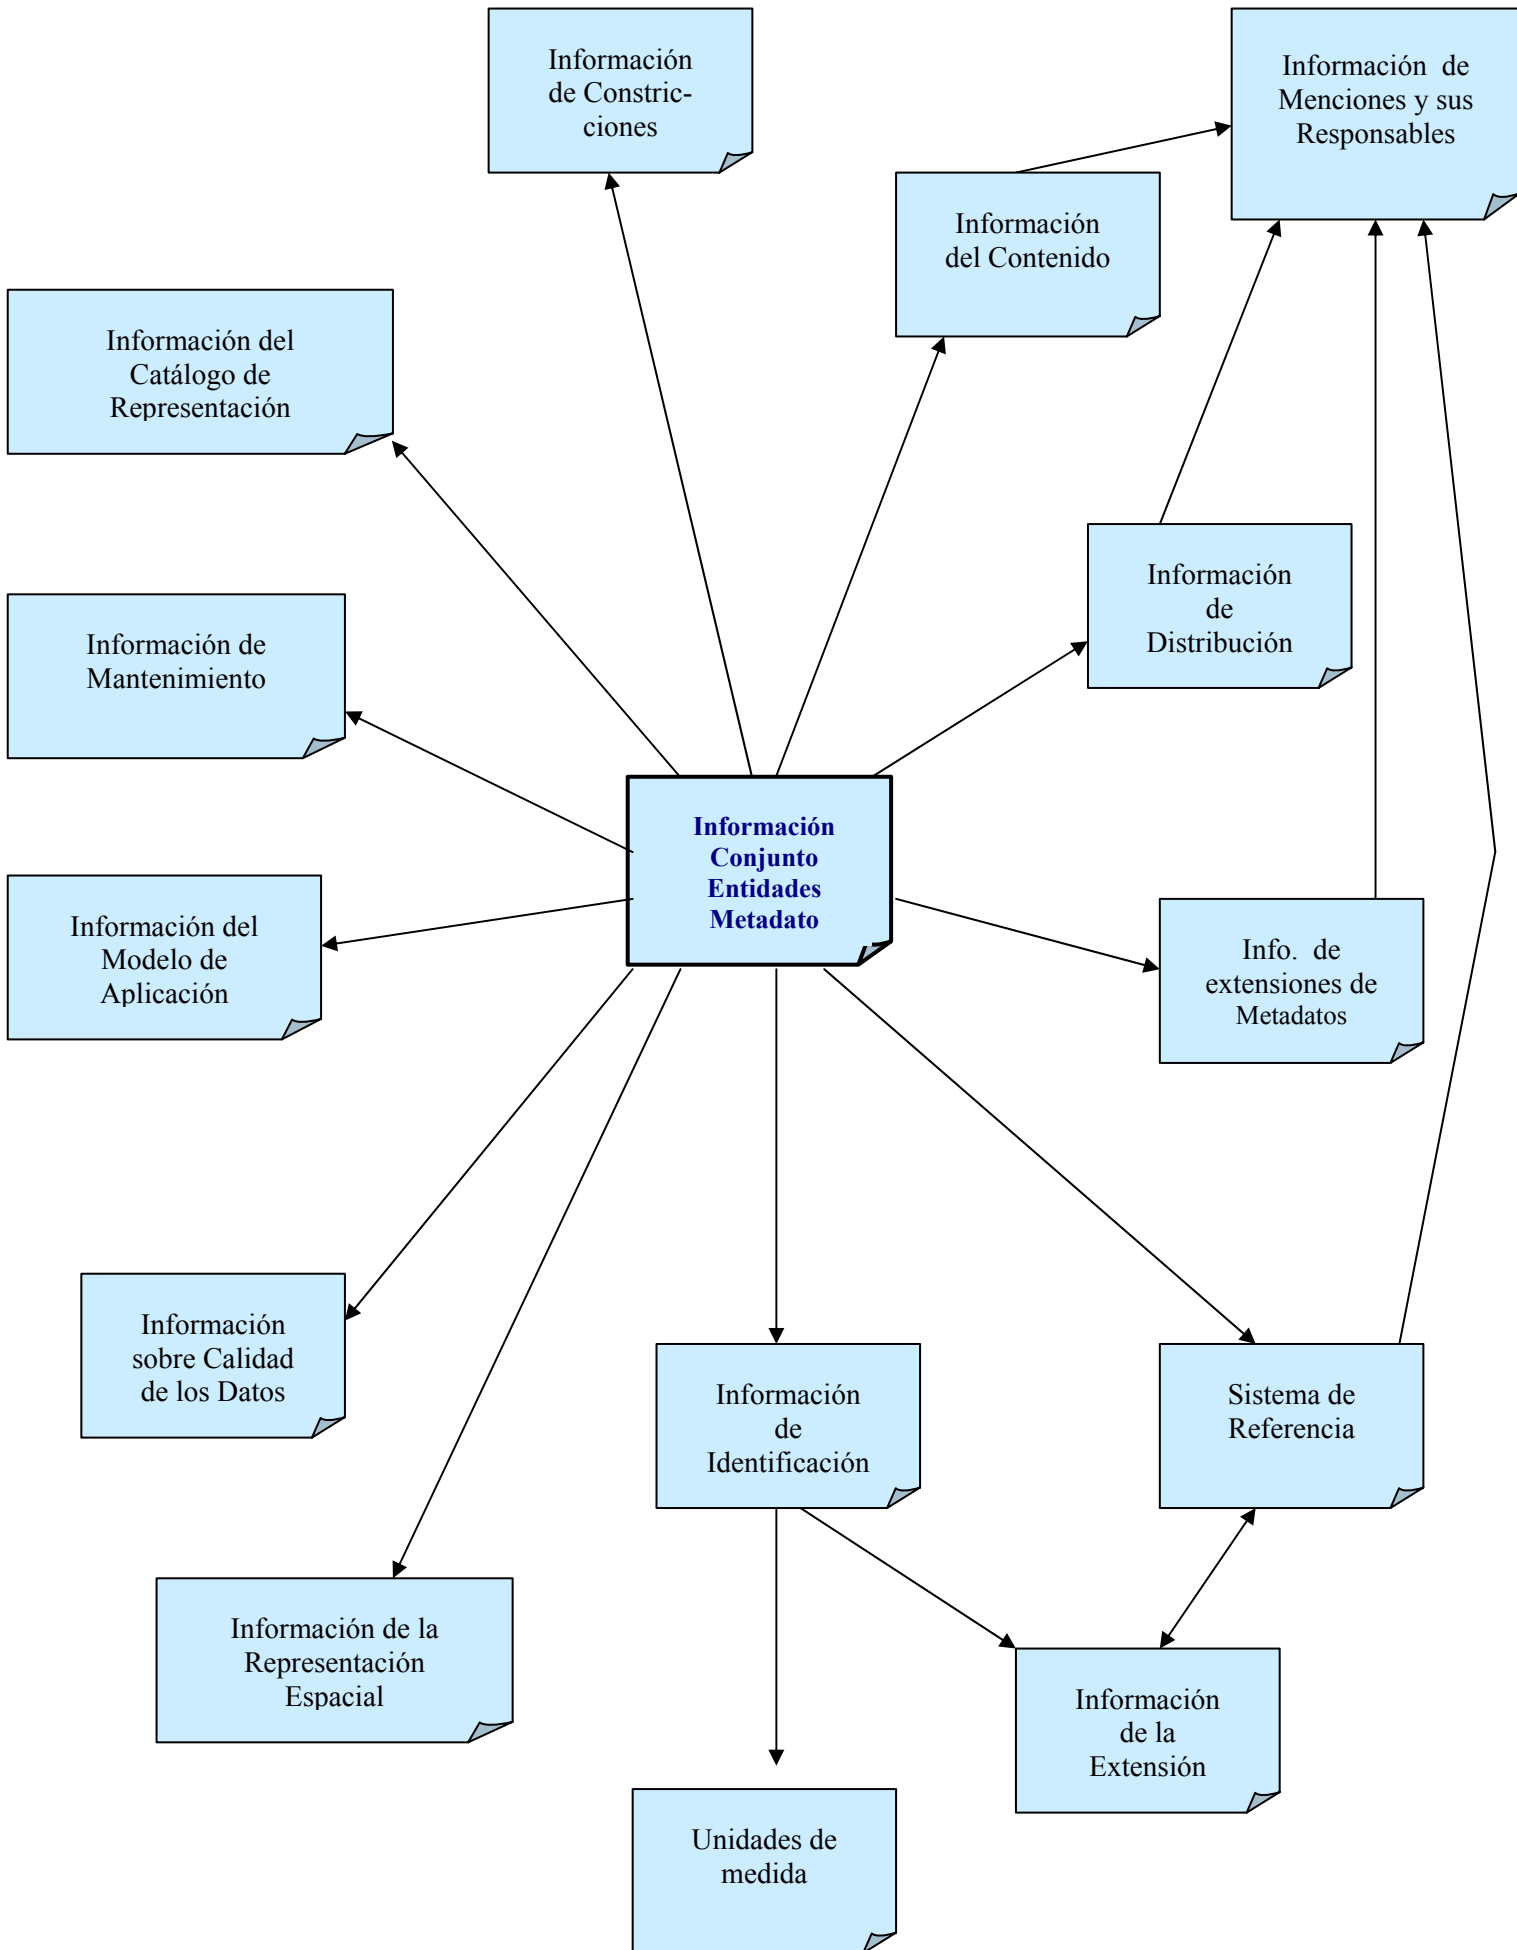 Información
de Constric-
ciones
Información de
Menciones y sus
Responsables
Información
del Contenido
Información del
Catálogo de
Representación
Información
de
Distribución
Información de
Mantenimiento
Información
Conjunto
Entidades
Metadato
Información del
Modelo de
Aplicación
Info. de
extensiones de
Metadatos
Información
sobre Calidad
de los Datos
Información
de
Identificación
Sistema de
Referencia
Información de la
Representación
Espacial
Información
de la
Extensión
Unidades de
medida